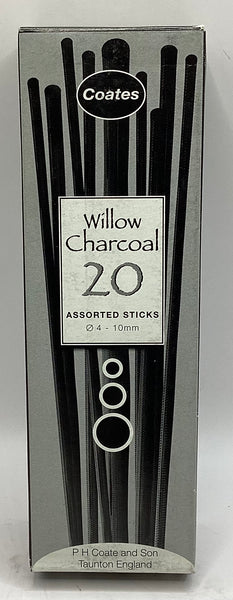 Coates
Willow
Charcoal
20
ASSORTED STICKS
Ø 4 - 10mm
P H Coate and Son
Taunton England